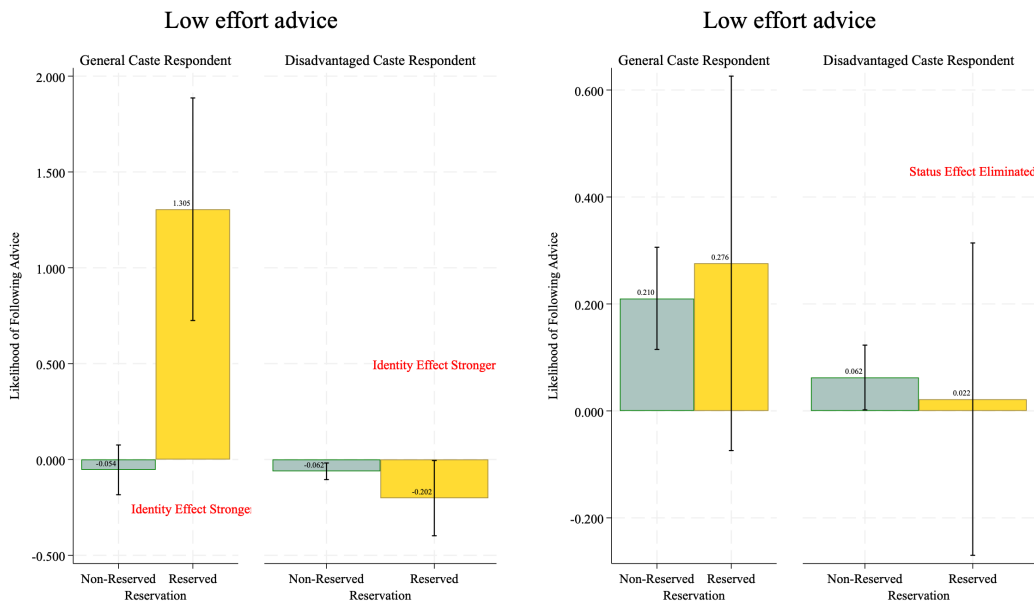 Low effort advice
General Caste Respondent
Disadvantaged Caste Respondent
Likelihood of Following Advice
2.000
1.500
1.000
0.500
0.000
-0.500
-0.054
1.305
-0.062
-0.202
Identity Effect Stronge
Identity Effect Stronger
Non-Reserved
Reserved
Non-Reserved
Reserved
Reservation
Reservation
Low effort advice
General Caste Respondent
Disadvantaged Caste Respondent
Likelihood of Following Advice
0.600
0.400
0.200
0.000
-0.200
0.210
0.276
0.062
0.022
Status Effect Eliminated
Non-Reserved
Reserved
Non-Reserved
Reserved
Reservation
Reservation